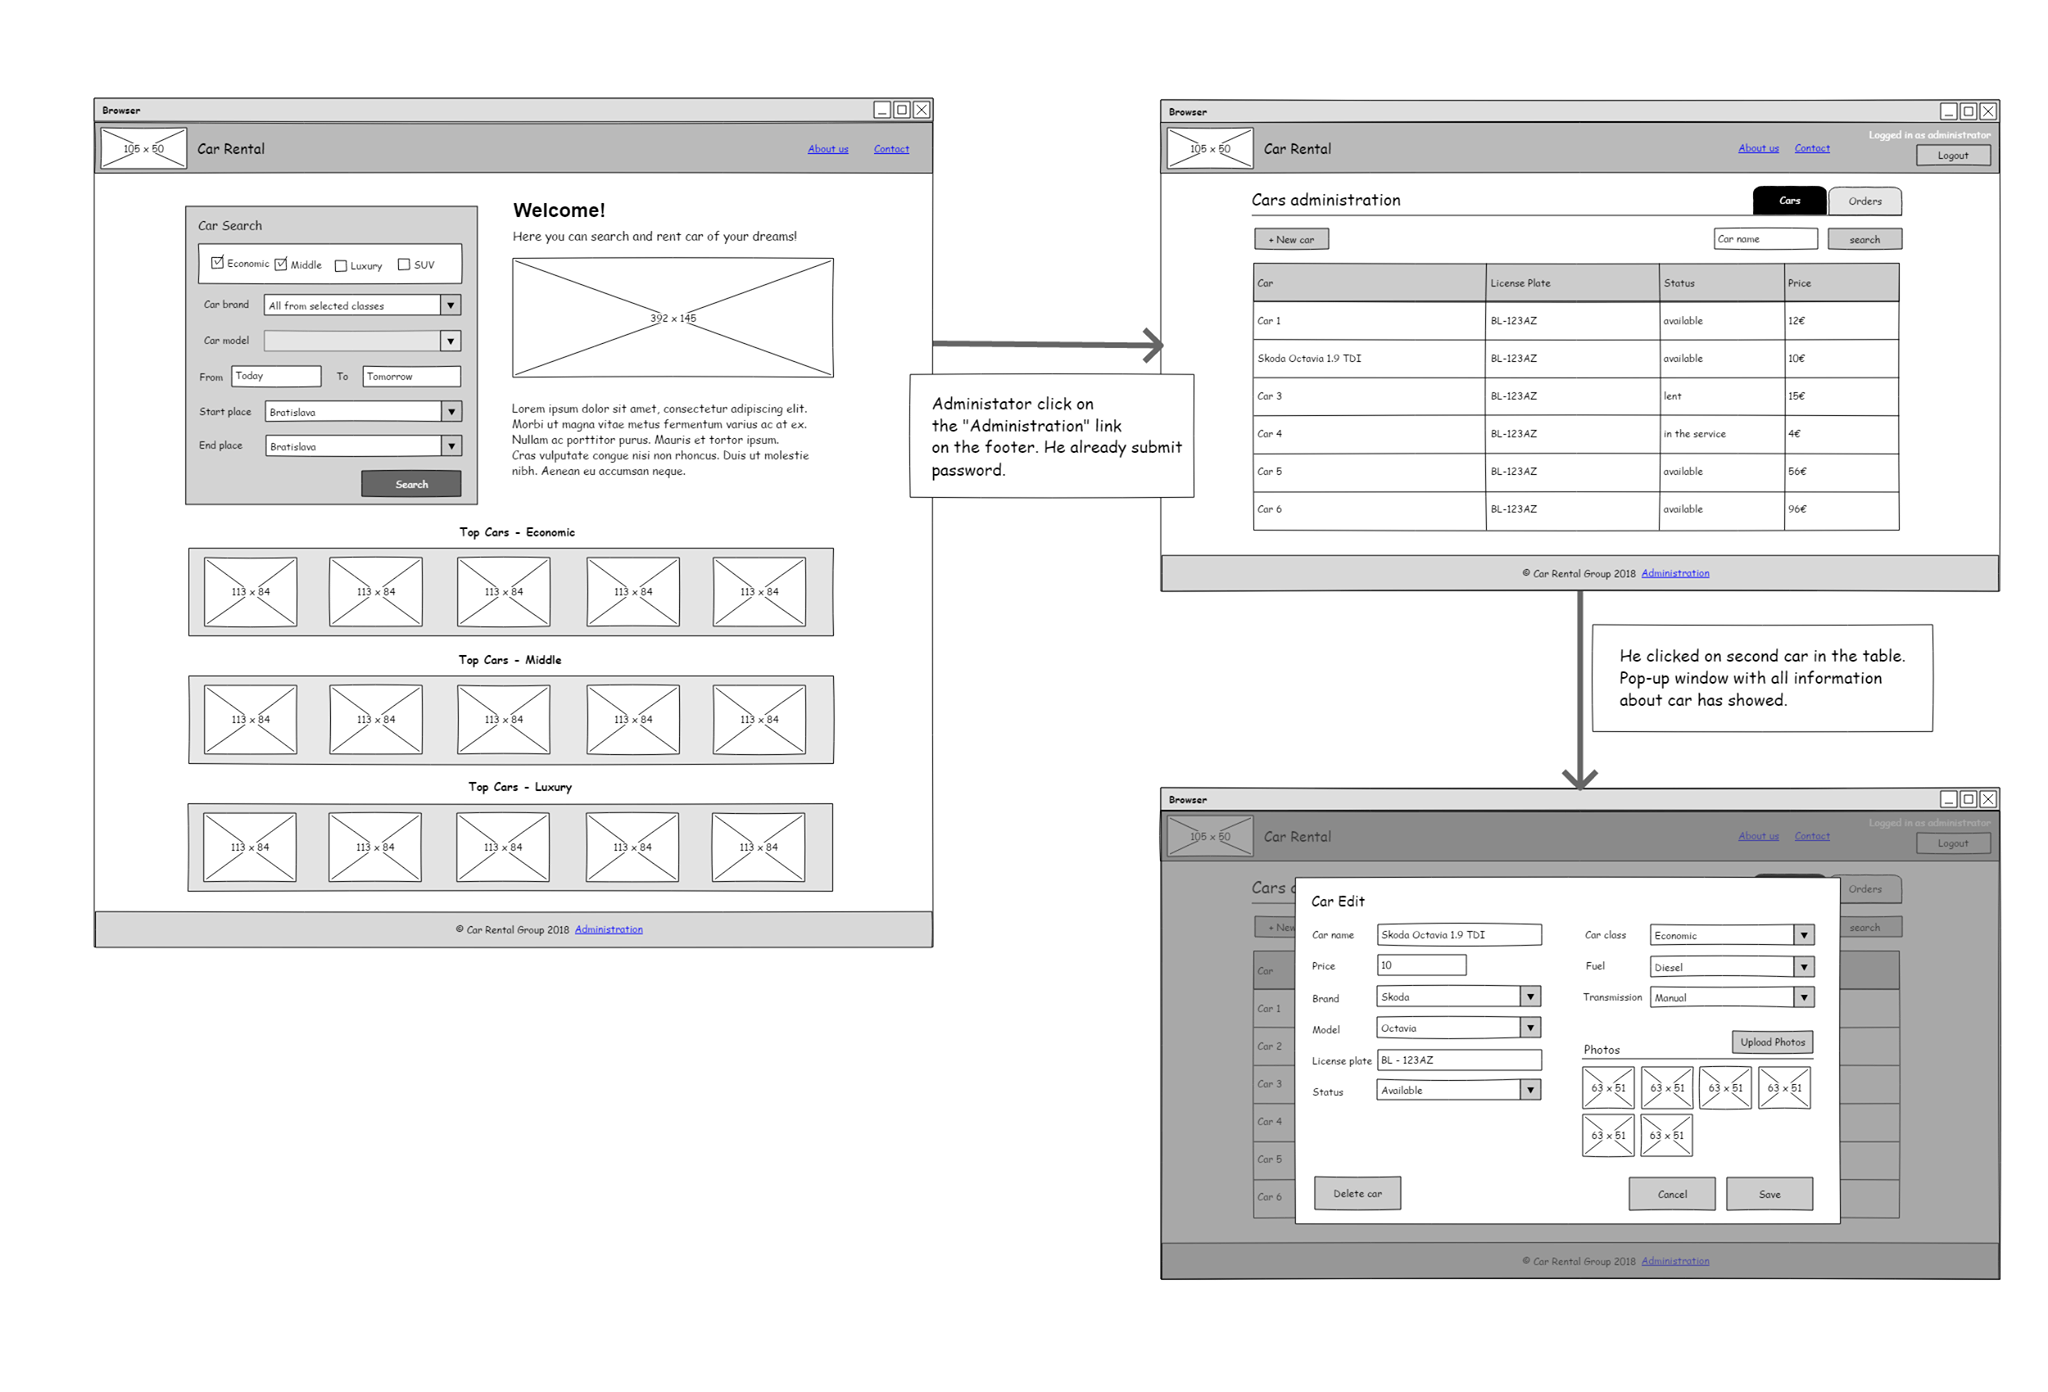 Browser
105 x 50
Car Rental
About us
Contact
Car Search
Economic
Middle
Luxury
SUV
Car brand
All from selected classes
Car model
From
Today
To
Tomorrow
Start place
Bratislava
End place
Bratislava
Search
Welcome!
Here you can search and rent car of your dreams!
392 x 145
Lorem ipsum dolor sit amet, consectetur adipiscing elit.
Morbi ut magna vitae metus fermentum varius ac at ex.
Nullam ac porttitor purus. Mauris et tortor ipsum.
Cras vulputate congue nisi non rhoncus. Duis ut molestie
nibh. Aenean eu accumsan neque.
Top Cars - Economic
113 x 84
113 x 84
113 x 84
113 x 84
113 x 84
Top Cars - Middle
113 x 84
113 x 84
113 x 84
113 x 84
113 x 84
Top Cars - Luxury
113 x 84
113 x 84
113 x 84
113 x 84
113 x 84
© Car Rental Group 2018 Administration
Administator click on
the "Administration" link
on the footer. He already submit
password.
Browser
105 x 50
Car Rental
About us
Contact
Logged in as administrator
Logout
Cars administration
Cars
Orders
+ New car
Car name
search
Car
License Plate
Status
Price
Car 1
BL-123AZ
available
12€
Skoda Octavia 1.9 TDI
BL-123AZ
available
10€
Car 3
BL-123AZ
lent
15€
Car 4
BL-123AZ
in the service
4€
Car 5
BL-123AZ
available
56€
Car 6
BL-123AZ
available
96€
© Car Rental Group 2018 Administration
He clicked on second car in the table.
Pop-up window with all information
about car has showed.
Browser
105 x 50
Car Rental
About us
Contact
Logged in as administrator
Logout
Cars
Orders
+ New
search
Car
Car 1
Car 2
Car 3
Car 4
Car 5
Car 6
Car Edit
Car name
Skoda Octavia 1.9 TDI
Price
10
Brand
Skoda
Model
Octavia
License plate
BL - 123AZ
Status
Available
Car class
Economic
Fuel
Diesel
Transmission
Manual
Photos
Upload Photos
63 x 51
63 x 51
63 x 51
63 x 51
63 x 51
63 x 51
Delete car
Cancel
Save
© Car Rental Group 2018 Administration